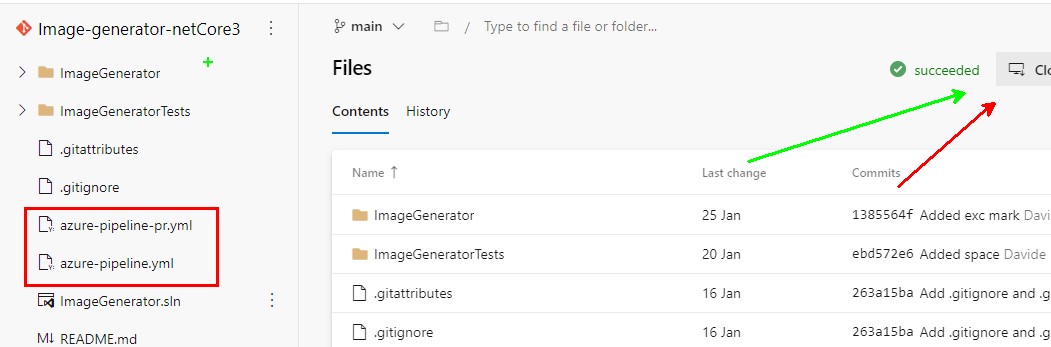 Image-generator-netCore3
ImageGenerator
ImageGeneratorTests
.gitattributes
.gitignore
azure-pipeline-pr.yml
azure-pipeline.yml
ImageGenerator.sln
README.md
main / Type to find a file or folder...
Files
succeeded
Clo
Contents History
Name Last change Commits
ImageGenerator 25 Jan 1385564f Added exc mark Davi
ImageGeneratorTests 20 Jan ebd572e6 Added space Davide
.gitattributes 16 Jan 263a15ba Add .gitignore and .g
.gitignore 16 Jan 263a15ba Add .gitignore and .g